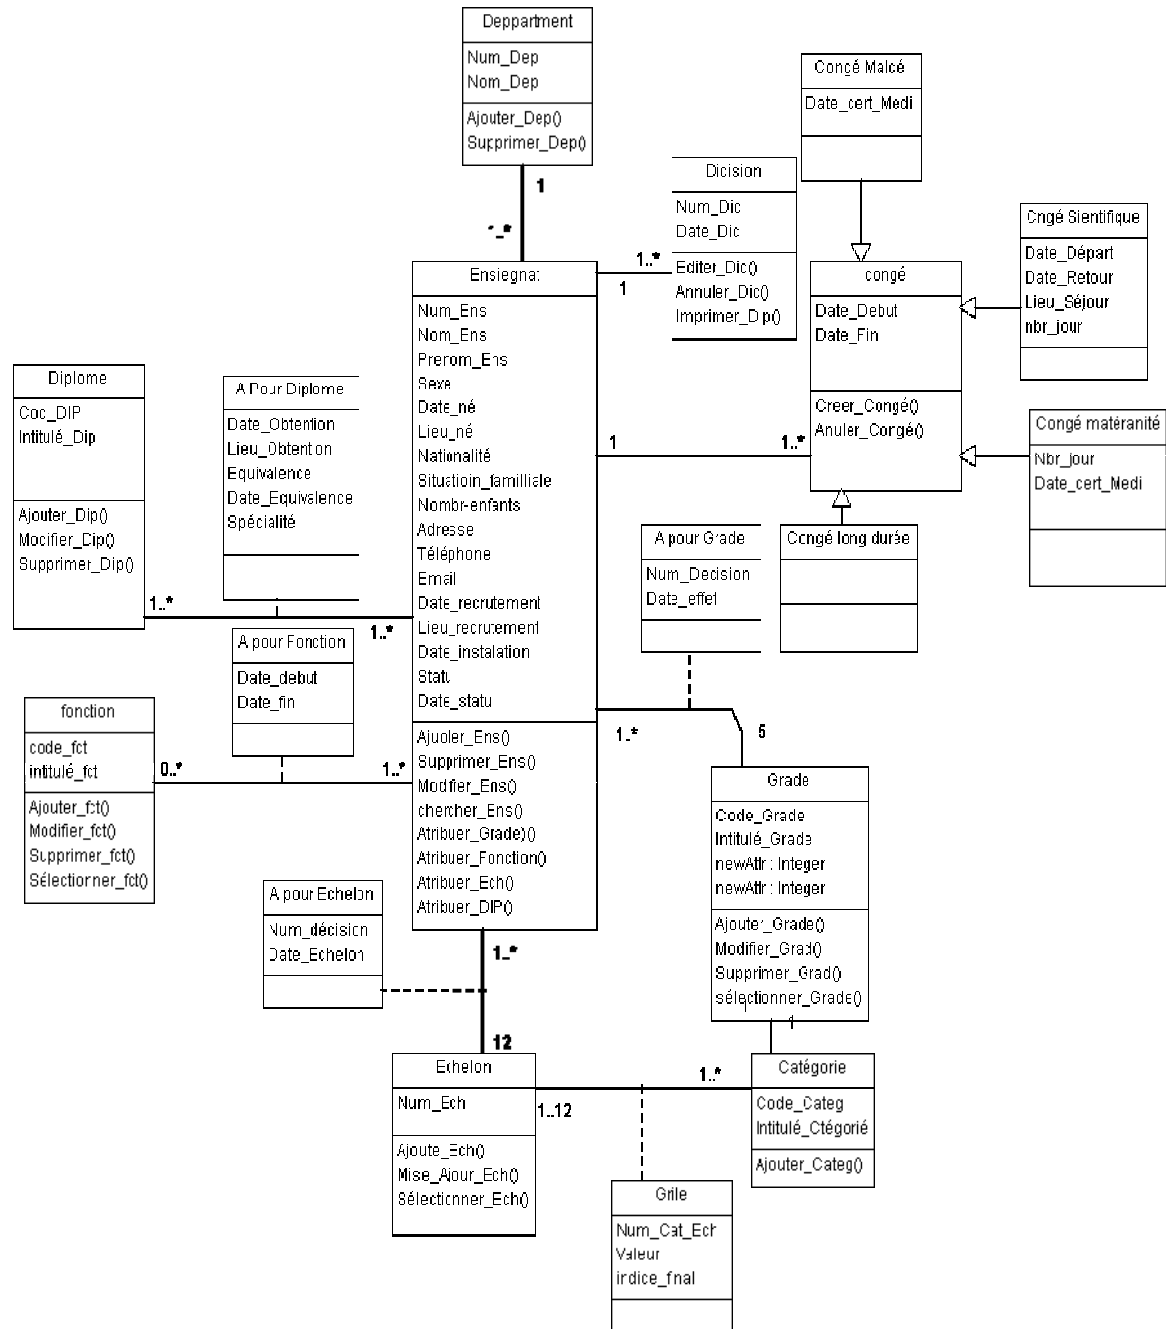 Deppartment
Num_Dep
Nom_Dep
Ajouter_Dep()
Supprimer_Dep()
1
1..*
Congé Malcé
Date_cert_Medi
Dicision
Num_Dic
Date_Dic
Editer_Dic()
Annuler_Dic()
Imprimer_Dip()
1..*
1
Cngé Sientifique
Date_Départ
Date_Retour
Lieu_Séjour
nbr_jour
congé
Date_Debut
Date_Fin
Creer_Congé()
Anuler_Congé()
1
1..*
Congé matéranité
Nbr_jour
Date_cert_Medi
Congé long durée
Ensiegnat
Num_Ens
Nom_Ens
Prenom_Ens
Sexe
Date_né
Lieu_né
Nationalité
Situatioin_familliale
Nombr-enfants
Adresse
Téléphone
Email
Date_recrutement
Lieu_recrutement
Date_instalation
Statu
Date_statu
Ajuoler_Ens()
Supprimer_Ens()
Modifier_Ens()
chercher_Ens()
Atribuer_Grade)()
Atribuer_Fonction()
Atribuer_Ech()
Atribuer_DIP()
Diplome
Coc_DIP
Intitulé_Dip
Ajouter_Dip()
Mocifier_Dip()
Supprimer_Dip()
1..*
1..*
A Pour Diplome
Date_Obtention
Lieu_Obtention
Equivalence
Date_Equivalence
Spécialité
A pour Fonction
Date_debut
Date_fin
fonction
code_fct
intitulé_fct
Ajouter_fct()
Modifier_fct()
Supprimer_fct()
Sélectionner_fct()
0..*
1..*
A pour Grade
Num_Decision
Date_effet
1..*
5
Grade
Code_Grade
Intitulé_Grade
newAttr : Integer
newAttr : Integer
Ajouter_Grade()
Modifier_Grad()
Supprimer_Grad()
sélectionner_Grade()
1
A pour Echelon
Num_décision
Date_Echelon
1..*
12
Echelon
Num_Ech
Ajoute_Ech()
Mise_Ajour_Ech()
Sélectionner_Ech()
1..12
1..*
Catégorie
Code_Categ
Intitulé_Ctégorié
Ajouter_Categ()
Grile
Num_Cat_Ech
Valeur
indice_fnal